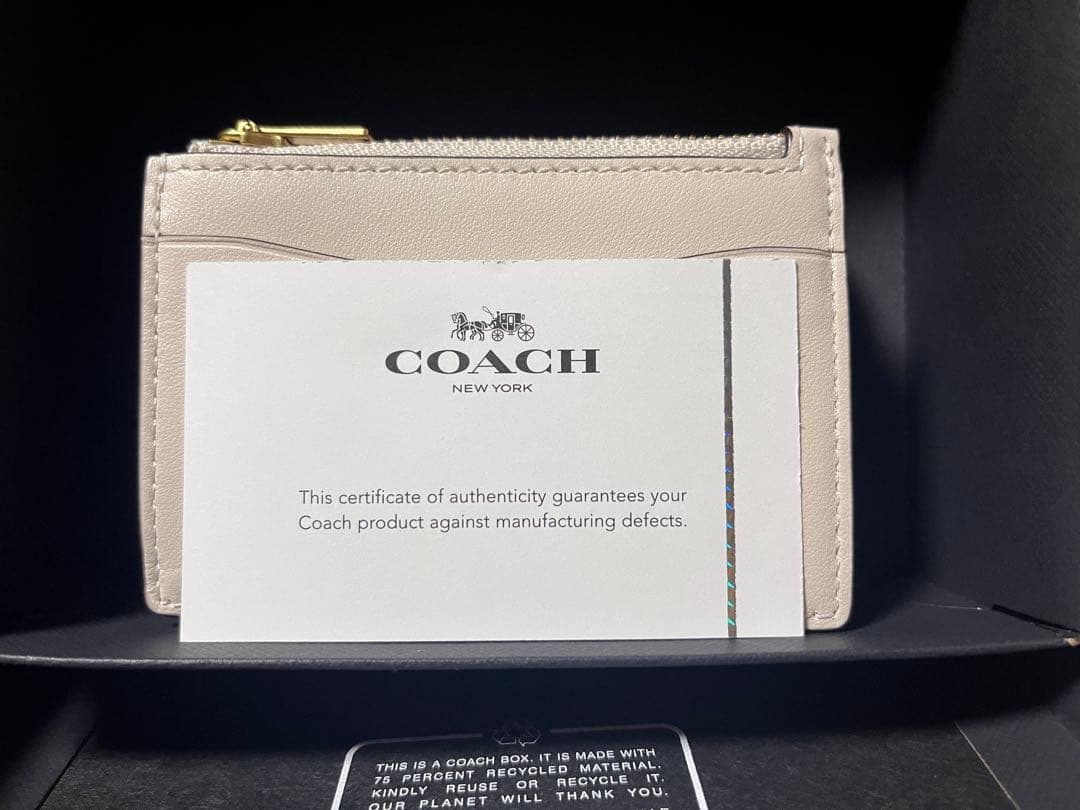 COACH
NEW YORK
This certificate of authenticity guarantees your
Coach product against manufacturing defects.
THIS IS A COACH BOX. IT IS MADE WITH
75 PERCENT RECYCLED MATERIAL.
KINDLY REUSE OR RECYCLE IT.
OUR PLANET WILL THANK YOU.